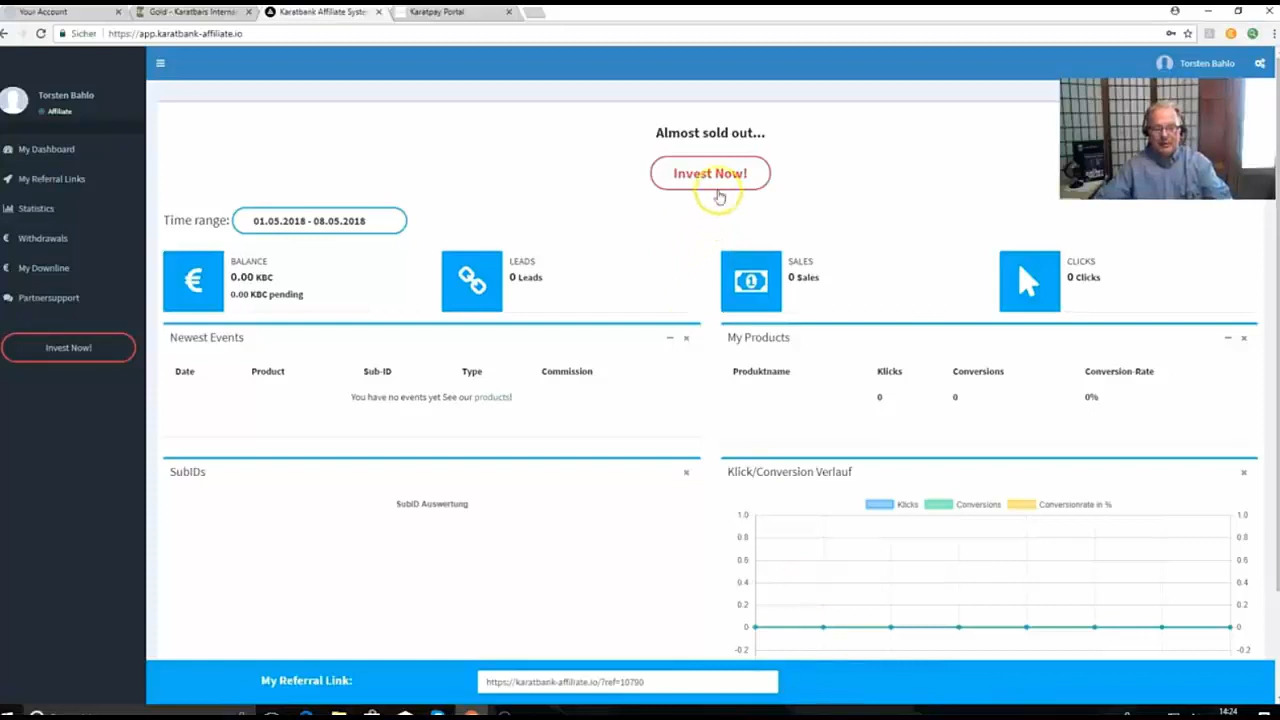 Your Account
Gold - Karatbars Interna
Karatbank Affiliate Syste
Karatpay Portal
Sicher
https://app.karatbank-affiliate.io
Torsten Bahlo
Torsten Bahlo
Affiliate
Almost sold out...
Invest Now!
My Dashboard
My Referral Links
Statistics
Withdrawals
My Downline
Partnersupport
Invest Now!
Time range:
01.05.2018 - 08.05.2018
BALANCE
0.00 KBC
0.00 KBC pending
LEADS
0 Leads
SALES
0 Sales
CLICKS
0 Clicks
Newest Events
Date Product Sub-ID Type Commission
You have no events yet See our products!
My Products
Produktname Klicks Conversions Conversion-Rate
0 0 0%
SubIDs
SubID Auswertung
Klick/Conversion Verlauf
Klicks Conversions Conversionrate in %
1.0 1.0
0.8 0.8
0.6 0.6
0.4 0.4
0.2 0.2
0 0
-0.2 -0.2
My Referral Link:
https://karatbank-affiliate.io/?ref=10790
14:24